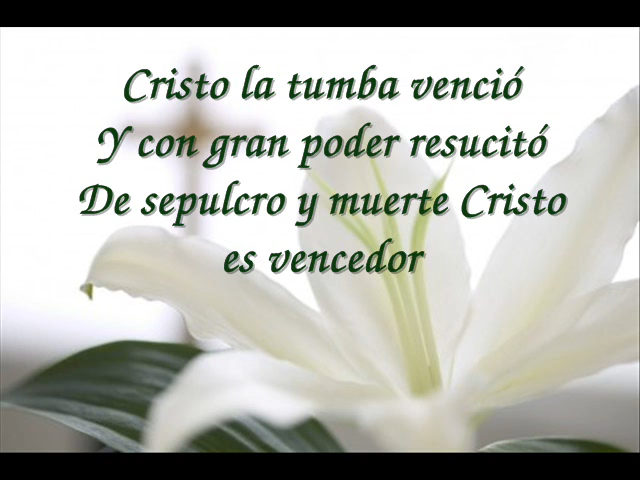 Cristo la tumba venció
Y con gran poder resucitó
De sepulcro y muerte Cristo
es vencedor